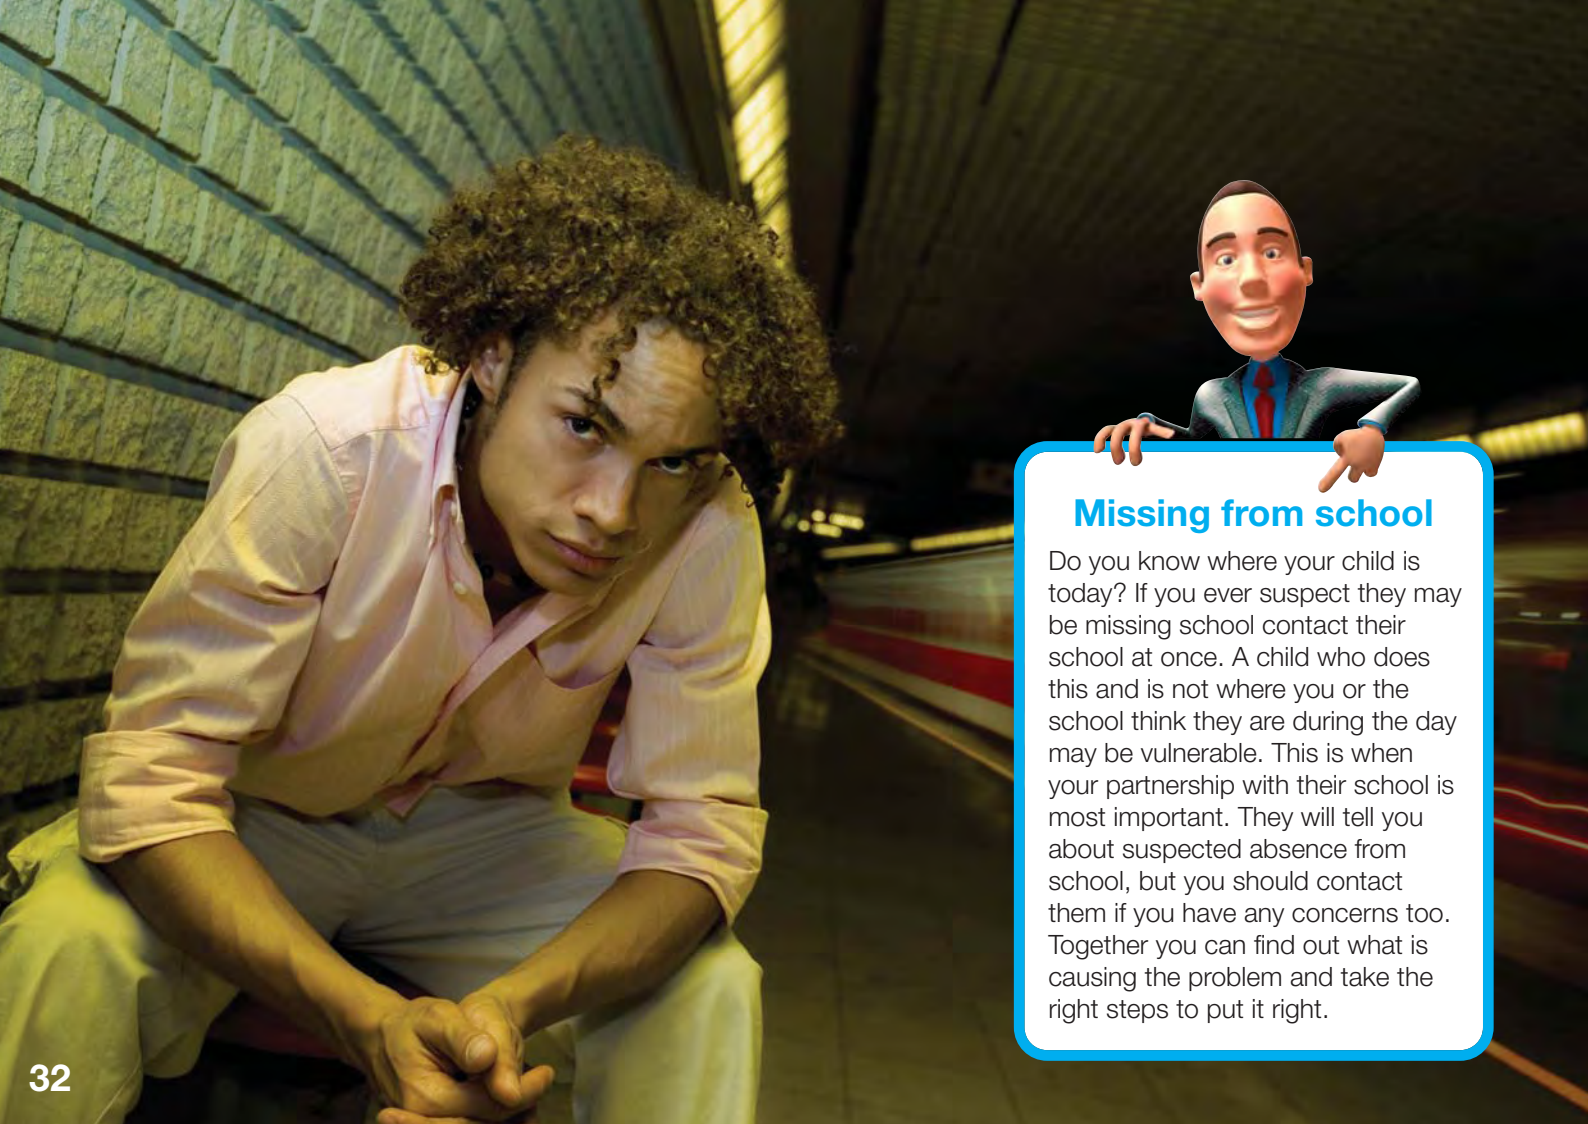 Missing from school
Do you know where your child is
today? If you ever suspect they may
be missing school contact their
school at once. A child who does
this and is not where you or the
school think they are during the day
may be vulnerable. This is when
your partnership with their school is
most important. They will tell you
about suspected absence from
school, but you should contact
them if you have any concerns too.
Together you can find out what is
causing the problem and take the
right steps to put it right.
32